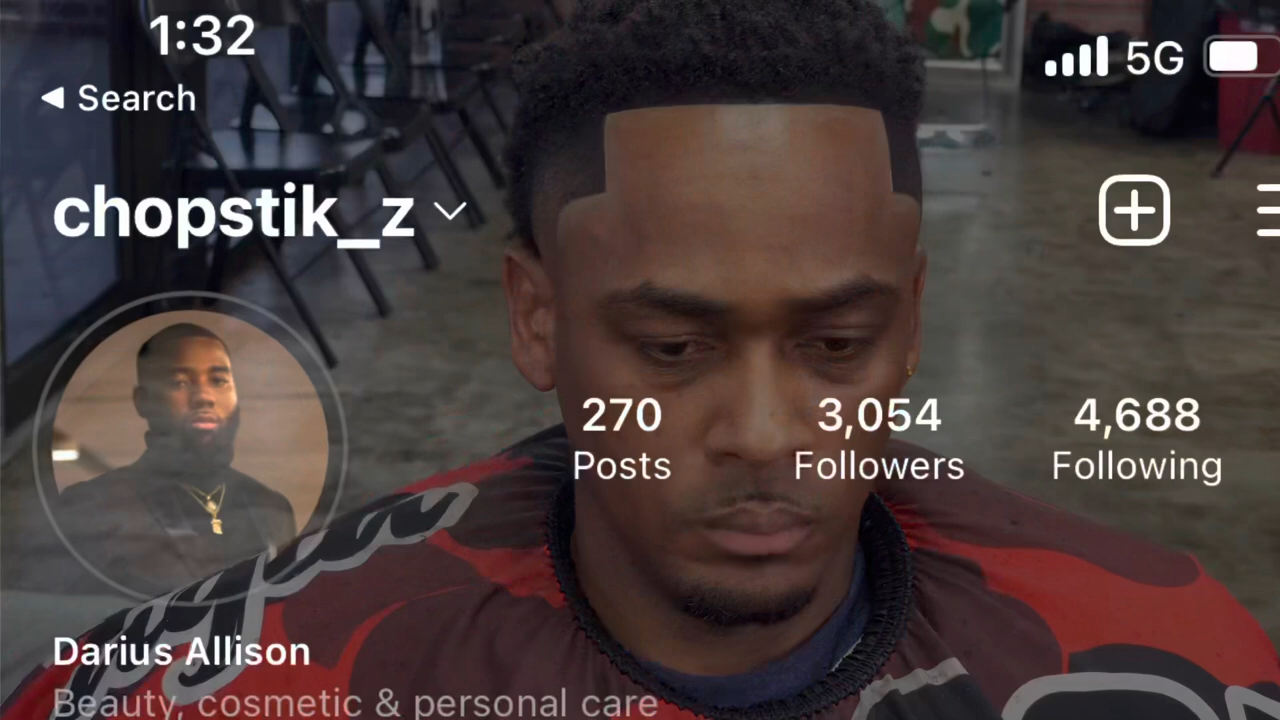 1:32
5G
Search
chopstik_z
270
3,054
4,688
Posts
Followers
Following
Darius Allison
Beauty, cosmetic & personal care